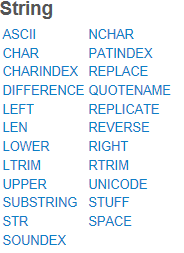 String
ASCII NCHAR
CHAR PATINDEX
CHARINDEX REPLACE
DIFFERENCE QUOTENAME
LEFT REPLICATE
LEN REVERSE
LOWER RIGHT
LTRIM RTRIM
UPPER UNICODE
SUBSTRING STUFF
STR SPACE
SOUNDEX